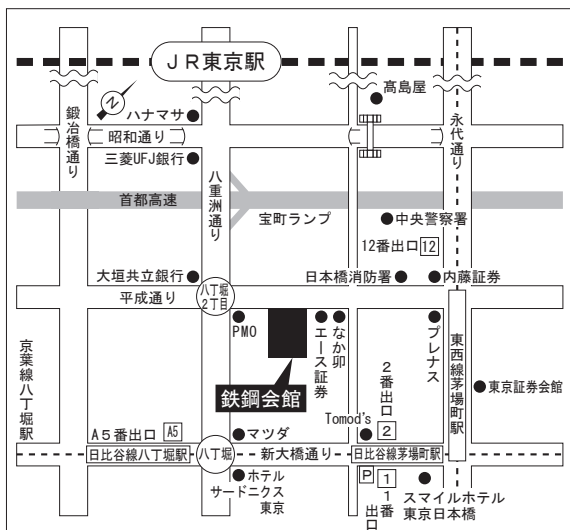 JR東京駅
髙島屋
N
ハナマサ
昭和通り
三菱UFJ銀行
鍛冶橋通り
八重洲通り
永代通り
首都高速
宝町ランプ
中央警察署
12番出口 12
大垣共立銀行
平成通り
八丁堀
2丁目
日本橋消防署
内藤証券
PMO
エース証券
なか卯
プレナス
鉄鋼会館
京葉線八丁堀駅
東西線茅場町駅
東京証券会館
2番出口
2
Tomod's
A5番出口 A5
マツダ
日比谷線八丁堀駅
八丁堀
新大橋通り
日比谷線茅場町駅
ホテル
サードニクス
東京
P
1
1番出口
スマイルホテル
東京日本橋